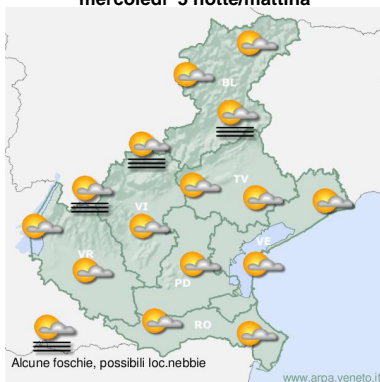 mercoledì 5 notte/mattina
BL
TV
VI
VE
VR
PD
RO
Alcune foschie, possibili loc.nebbie
www.arpa.veneto.it